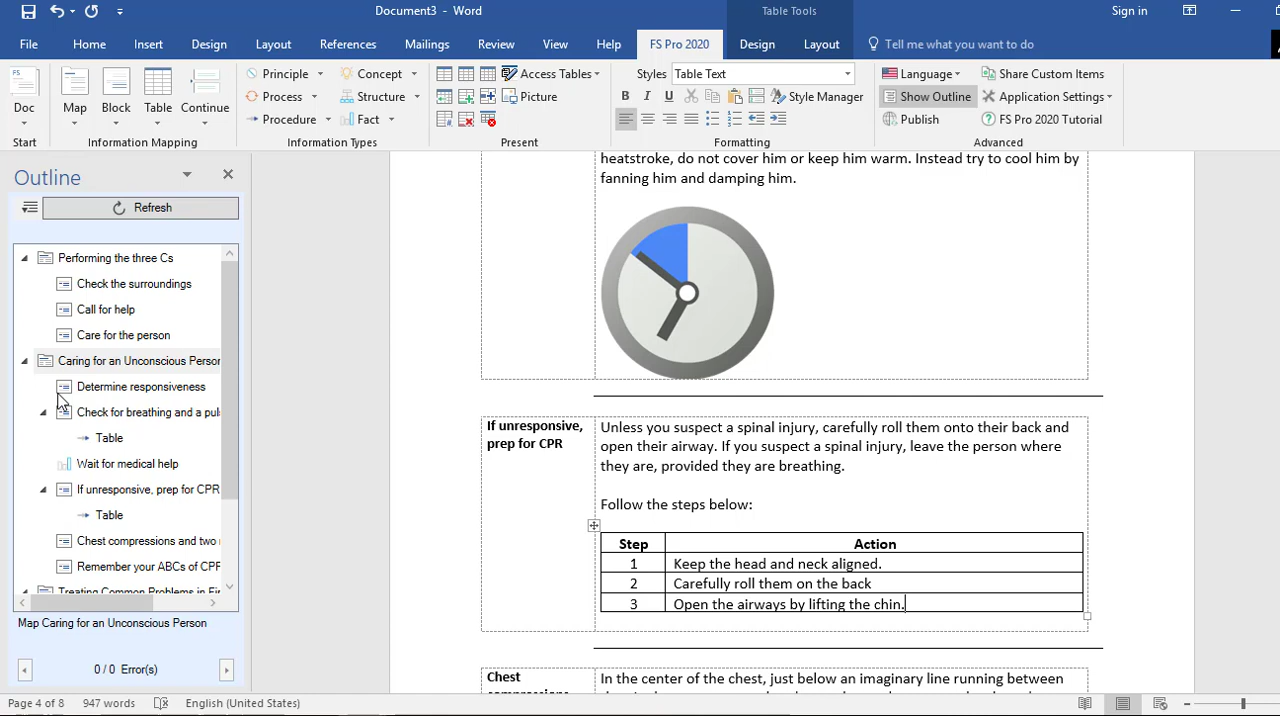 Document3 - Word
Table Tools
Sign in
File
Home
Insert
Design
Layout
References
Mailings
Review
View
Help
FS Pro 2020
Design
Layout
Tell me what you want to do
Doc
Start
Map
Block
Table
Continue
Information Mapping
Principle
Concept
Process
Structure
Procedure
Fact
Information Types
Access Tables
Picture
Present
Styles
Table Text
B I U
Style Manager
Formatting
Language
Share Custom Items
Show Outline
Application Settings
Publish
FS Pro 2020 Tutorial
Advanced
Outline
Refresh
Performing the three Cs
Check the surroundings
Call for help
Care for the person
Caring for an Unconscious Person
Determine responsiveness
Check for breathing and a pul
Table
Wait for medical help
If unresponsive, prep for CPR
Table
Chest compressions and two
Remember your ABCs of CPR
Treating Common Problems in Fir
Map Caring for an Unconscious Person
0 / 0 Error(s)
heatstroke, do not cover him or keep him warm. Instead try to cool him by
fanning him and damping him.
If unresponsive,
prep for CPR
Unless you suspect a spinal injury, carefully roll them onto their back and
open their airway. If you suspect a spinal injury, leave the person where
they are, provided they are breathing.
Follow the steps below:
Step Action
1 Keep the head and neck aligned.
2 Carefully roll them on the back
3 Open the airways by lifting the chin.
Chest
In the center of the chest, just below an imaginary line running between
Page 4 of 8
947 words
English (United States)